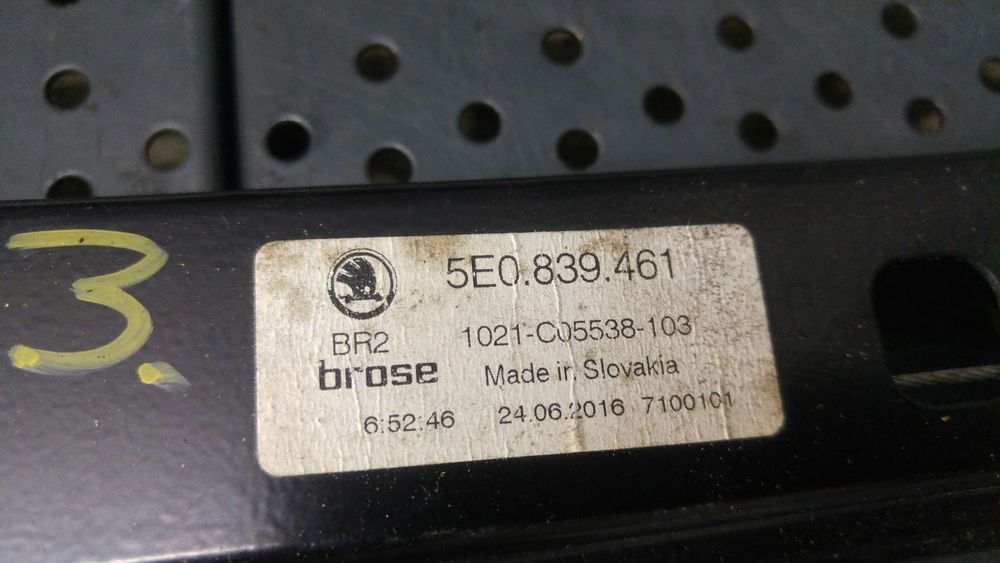 3.
5E0.839.461
BR2 1021-C05538-103
brose Made in Slovakia
6:52:46 24.06.2016 7100101